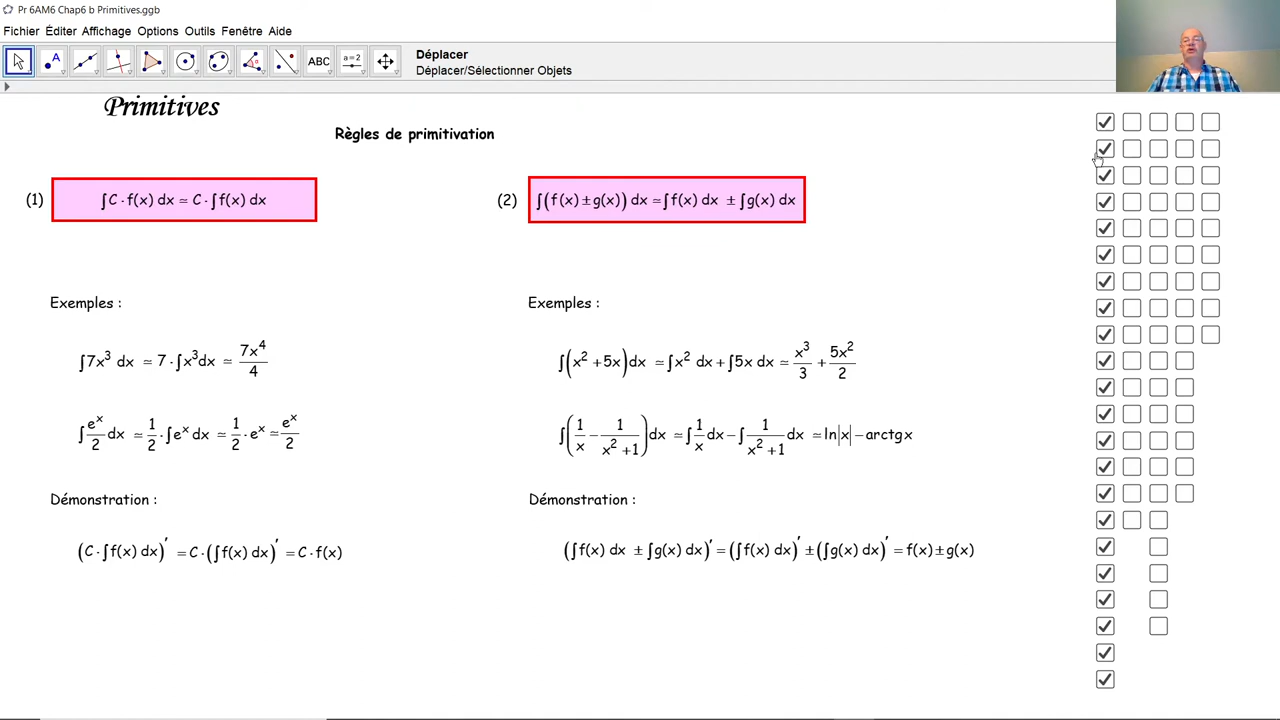 Pr 6AM6 Chap6 b Primitives.ggb
Fichier Éditer Affichage Options Outils Fenêtre Aide
A ABC a=2
Déplacer
Déplacer/Sélectionner Objets
Primitives
Règles de primitivation
(1) ∫C·f(x) dx ≃ C·∫f(x) dx
(2) ∫(f(x)±g(x)) dx ≃ ∫f(x) dx ± ∫g(x) dx
Exemples :
Exemples :
∫7x³ dx ≃ 7·∫x³dx ≃ 7x⁴/4
∫(x²+5x)dx ≃ ∫x² dx + ∫5x dx ≃ x³/3 + 5x²/2
∫eˣ/2 dx ≃ 1/2·∫eˣ dx ≃ 1/2·eˣ ≃ eˣ/2
∫(1/x − 1/(x²+1))dx ≃ ∫1/x dx − ∫1/(x²+1) dx ≃ ln|x| − arctgx
Démonstration :
Démonstration :
(C·∫f(x) dx)′ = C·(∫f(x) dx)′ = C·f(x)
(∫f(x) dx ± ∫g(x) dx)′ = (∫f(x) dx)′ ± (∫g(x) dx)′ = f(x)±g(x)